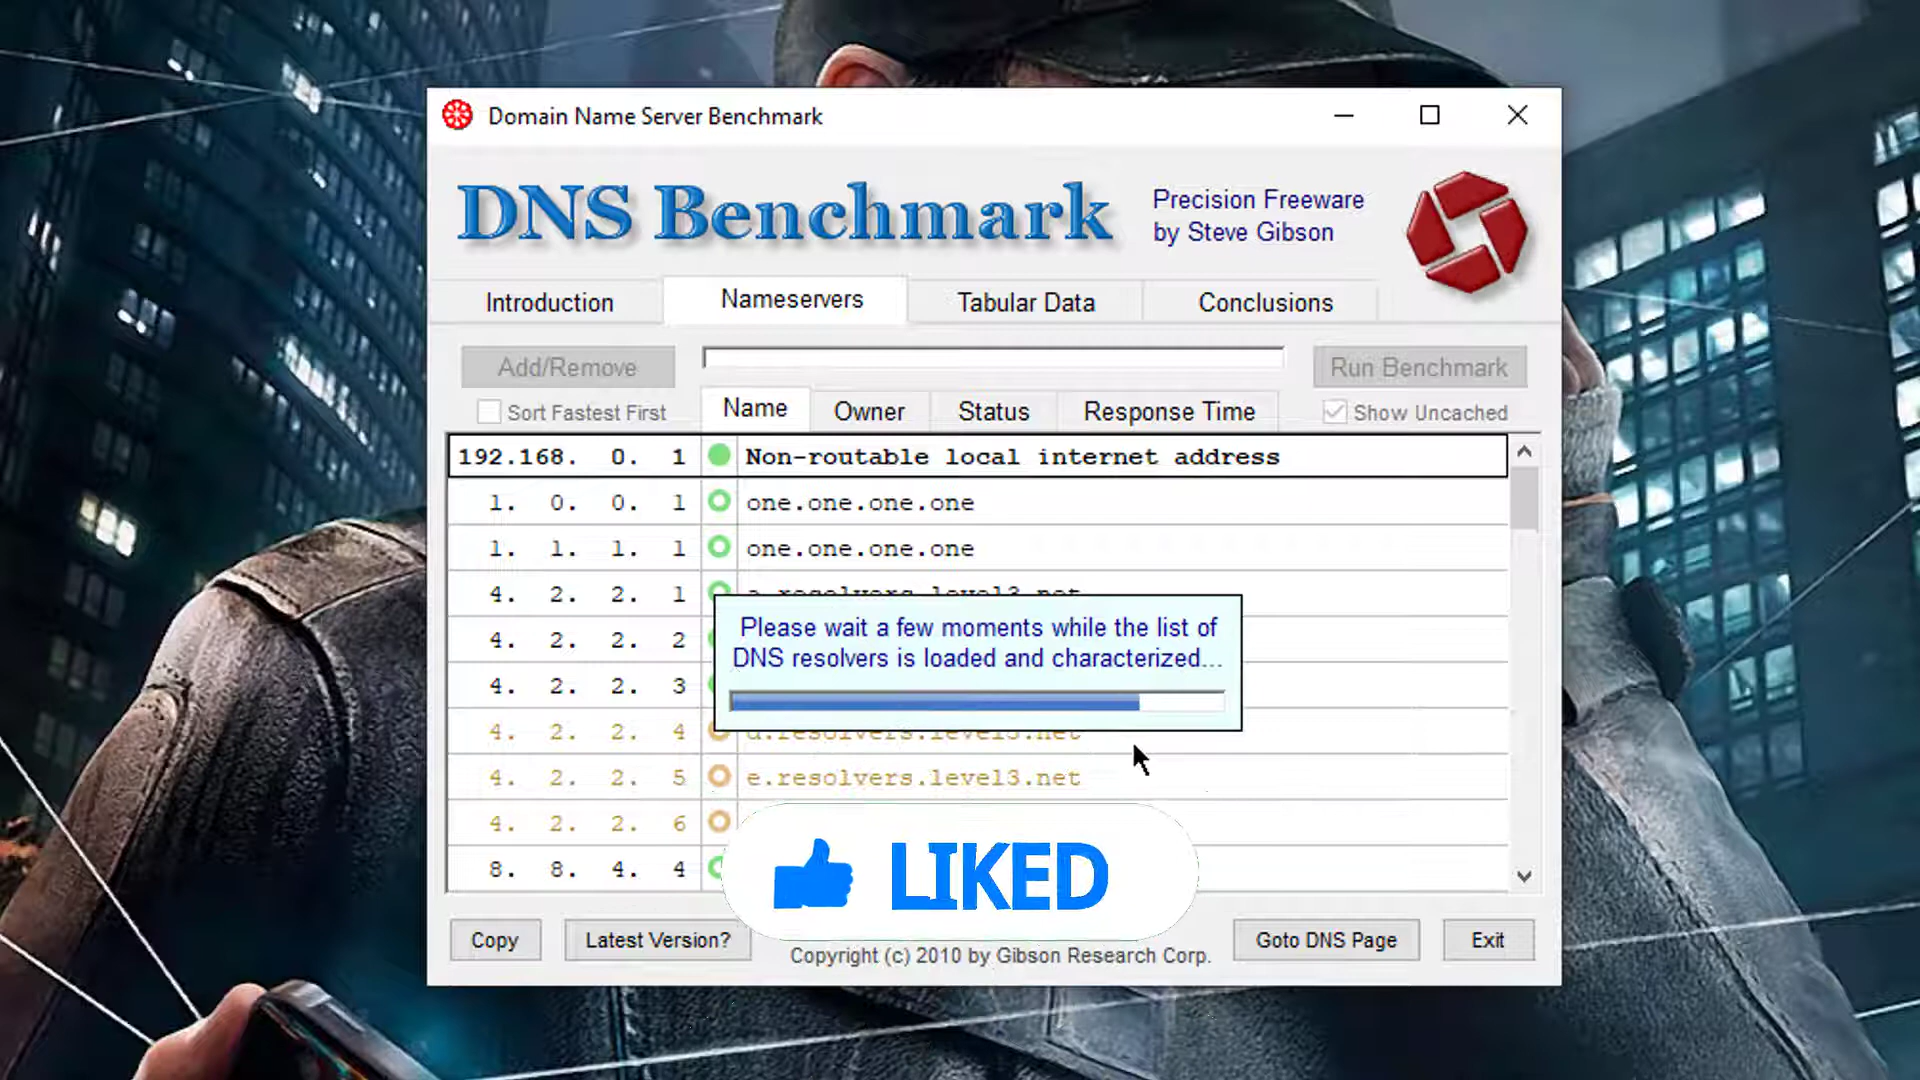 Domain Name Server Benchmark
DNS Benchmark
Precision Freeware
by Steve Gibson
Introduction Nameservers Tabular Data Conclusions
Add/Remove Run Benchmark
Sort Fastest First Name Owner Status Response Time Show Uncached
192.168. 0. 1 Non-routable local internet address
1. 0. 0. 1 one.one.one.one
1. 1. 1. 1 one.one.one.one
4. 2. 2. 1 a.resolvers.level3.net
4. 2. 2. 2
4. 2. 2. 3
4. 2. 2. 4 d.resolvers.level3.net
4. 2. 2. 5 e.resolvers.level3.net
4. 2. 2. 6
8. 8. 4. 4
Please wait a few moments while the list of
DNS resolvers is loaded and characterized...
LIKED
Copy Latest Version? Copyright (c) 2010 by Gibson Research Corp. Goto DNS Page Exit